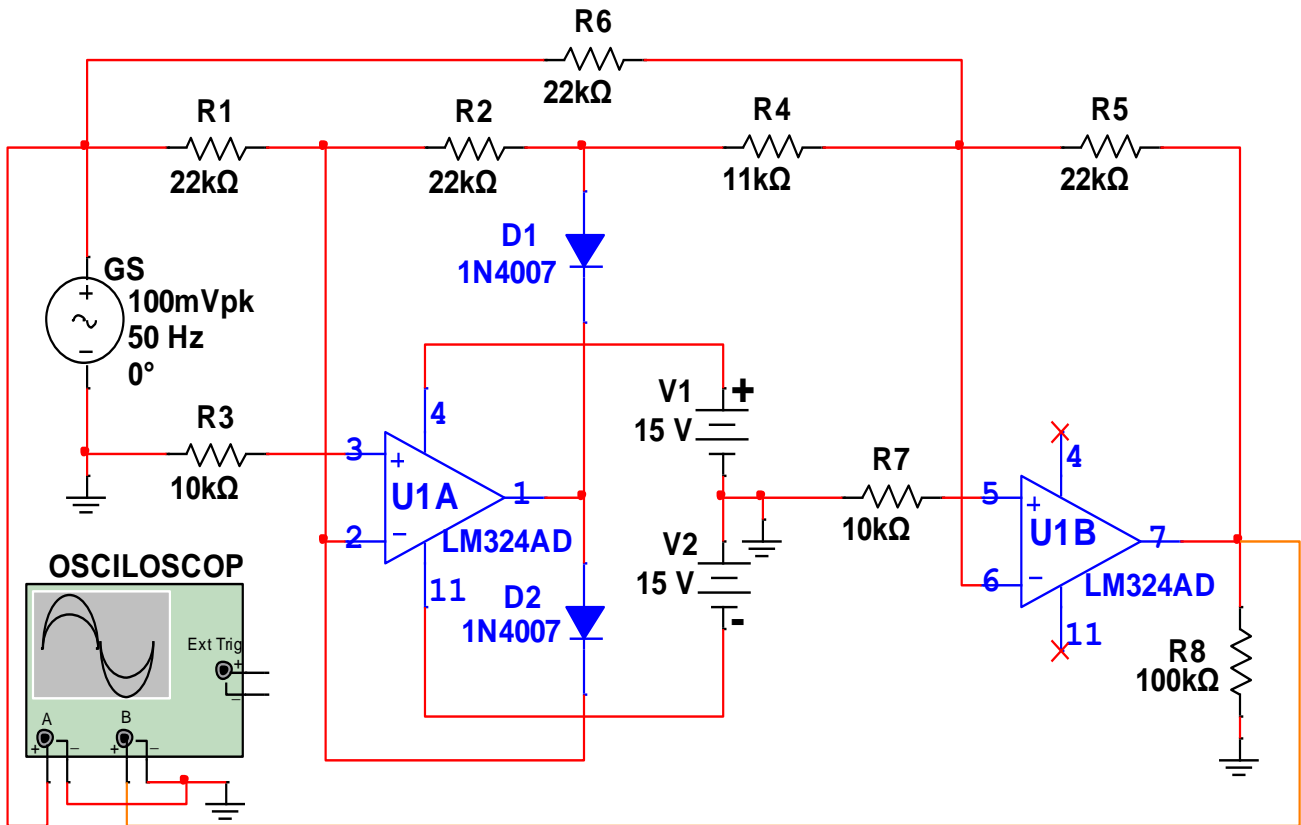 R6
22kΩ
R1
22kΩ
R2
22kΩ
R4
11kΩ
R5
22kΩ
D1
1N4007
GS
+
−
100mVpk
50 Hz
0°
R3
10kΩ
4
3
+
U1A
1
2
−
LM324AD
11
V1
+
15 V
V2
15 V
-
R7
10kΩ
4
5
+
U1B
7
6
−
LM324AD
11
D2
1N4007
R8
100kΩ
OSCILOSCOP
Ext Trig
+
−
A
B
+
−
+
−